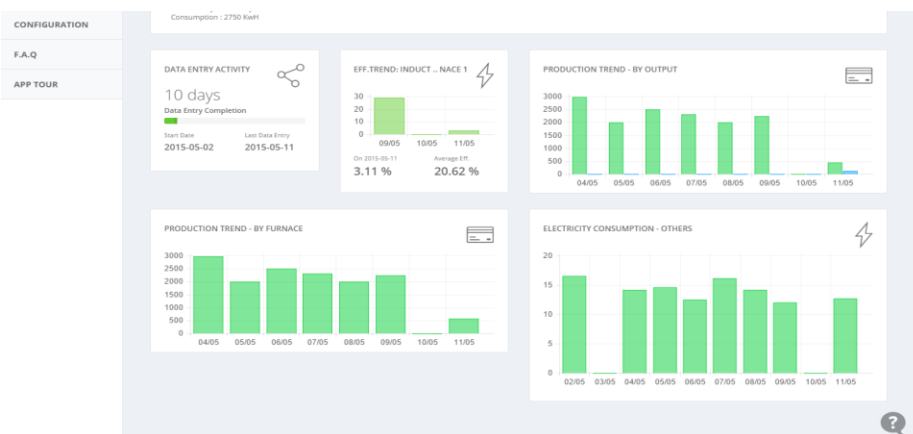 Consumption : 2750 KwH
CONFIGURATION
F.A.Q
APP TOUR
DATA ENTRY ACTIVITY
10 days
Data Entry Completion
Start Date
Last Data Entry
2015-05-02
2015-05-11
EFF.TREND: INDUCT .. NACE 1
30
20
10
0
09/05 10/05 11/05
On 2015-05-11
Average Eff.
3.11 %
20.62 %
PRODUCTION TREND - BY OUTPUT
3000
2500
2000
1500
1000
500
0
04/05 05/05 06/05 07/05 08/05 09/05 10/05 11/05
PRODUCTION TREND - BY FURNACE
3000
2500
2000
1500
1000
500
0
04/05 05/05 06/05 07/05 08/05 09/05 10/05 11/05
ELECTRICITY CONSUMPTION - OTHERS
20
15
10
5
0
02/05 03/05 04/05 05/05 06/05 07/05 08/05 09/05 10/05 11/05
?